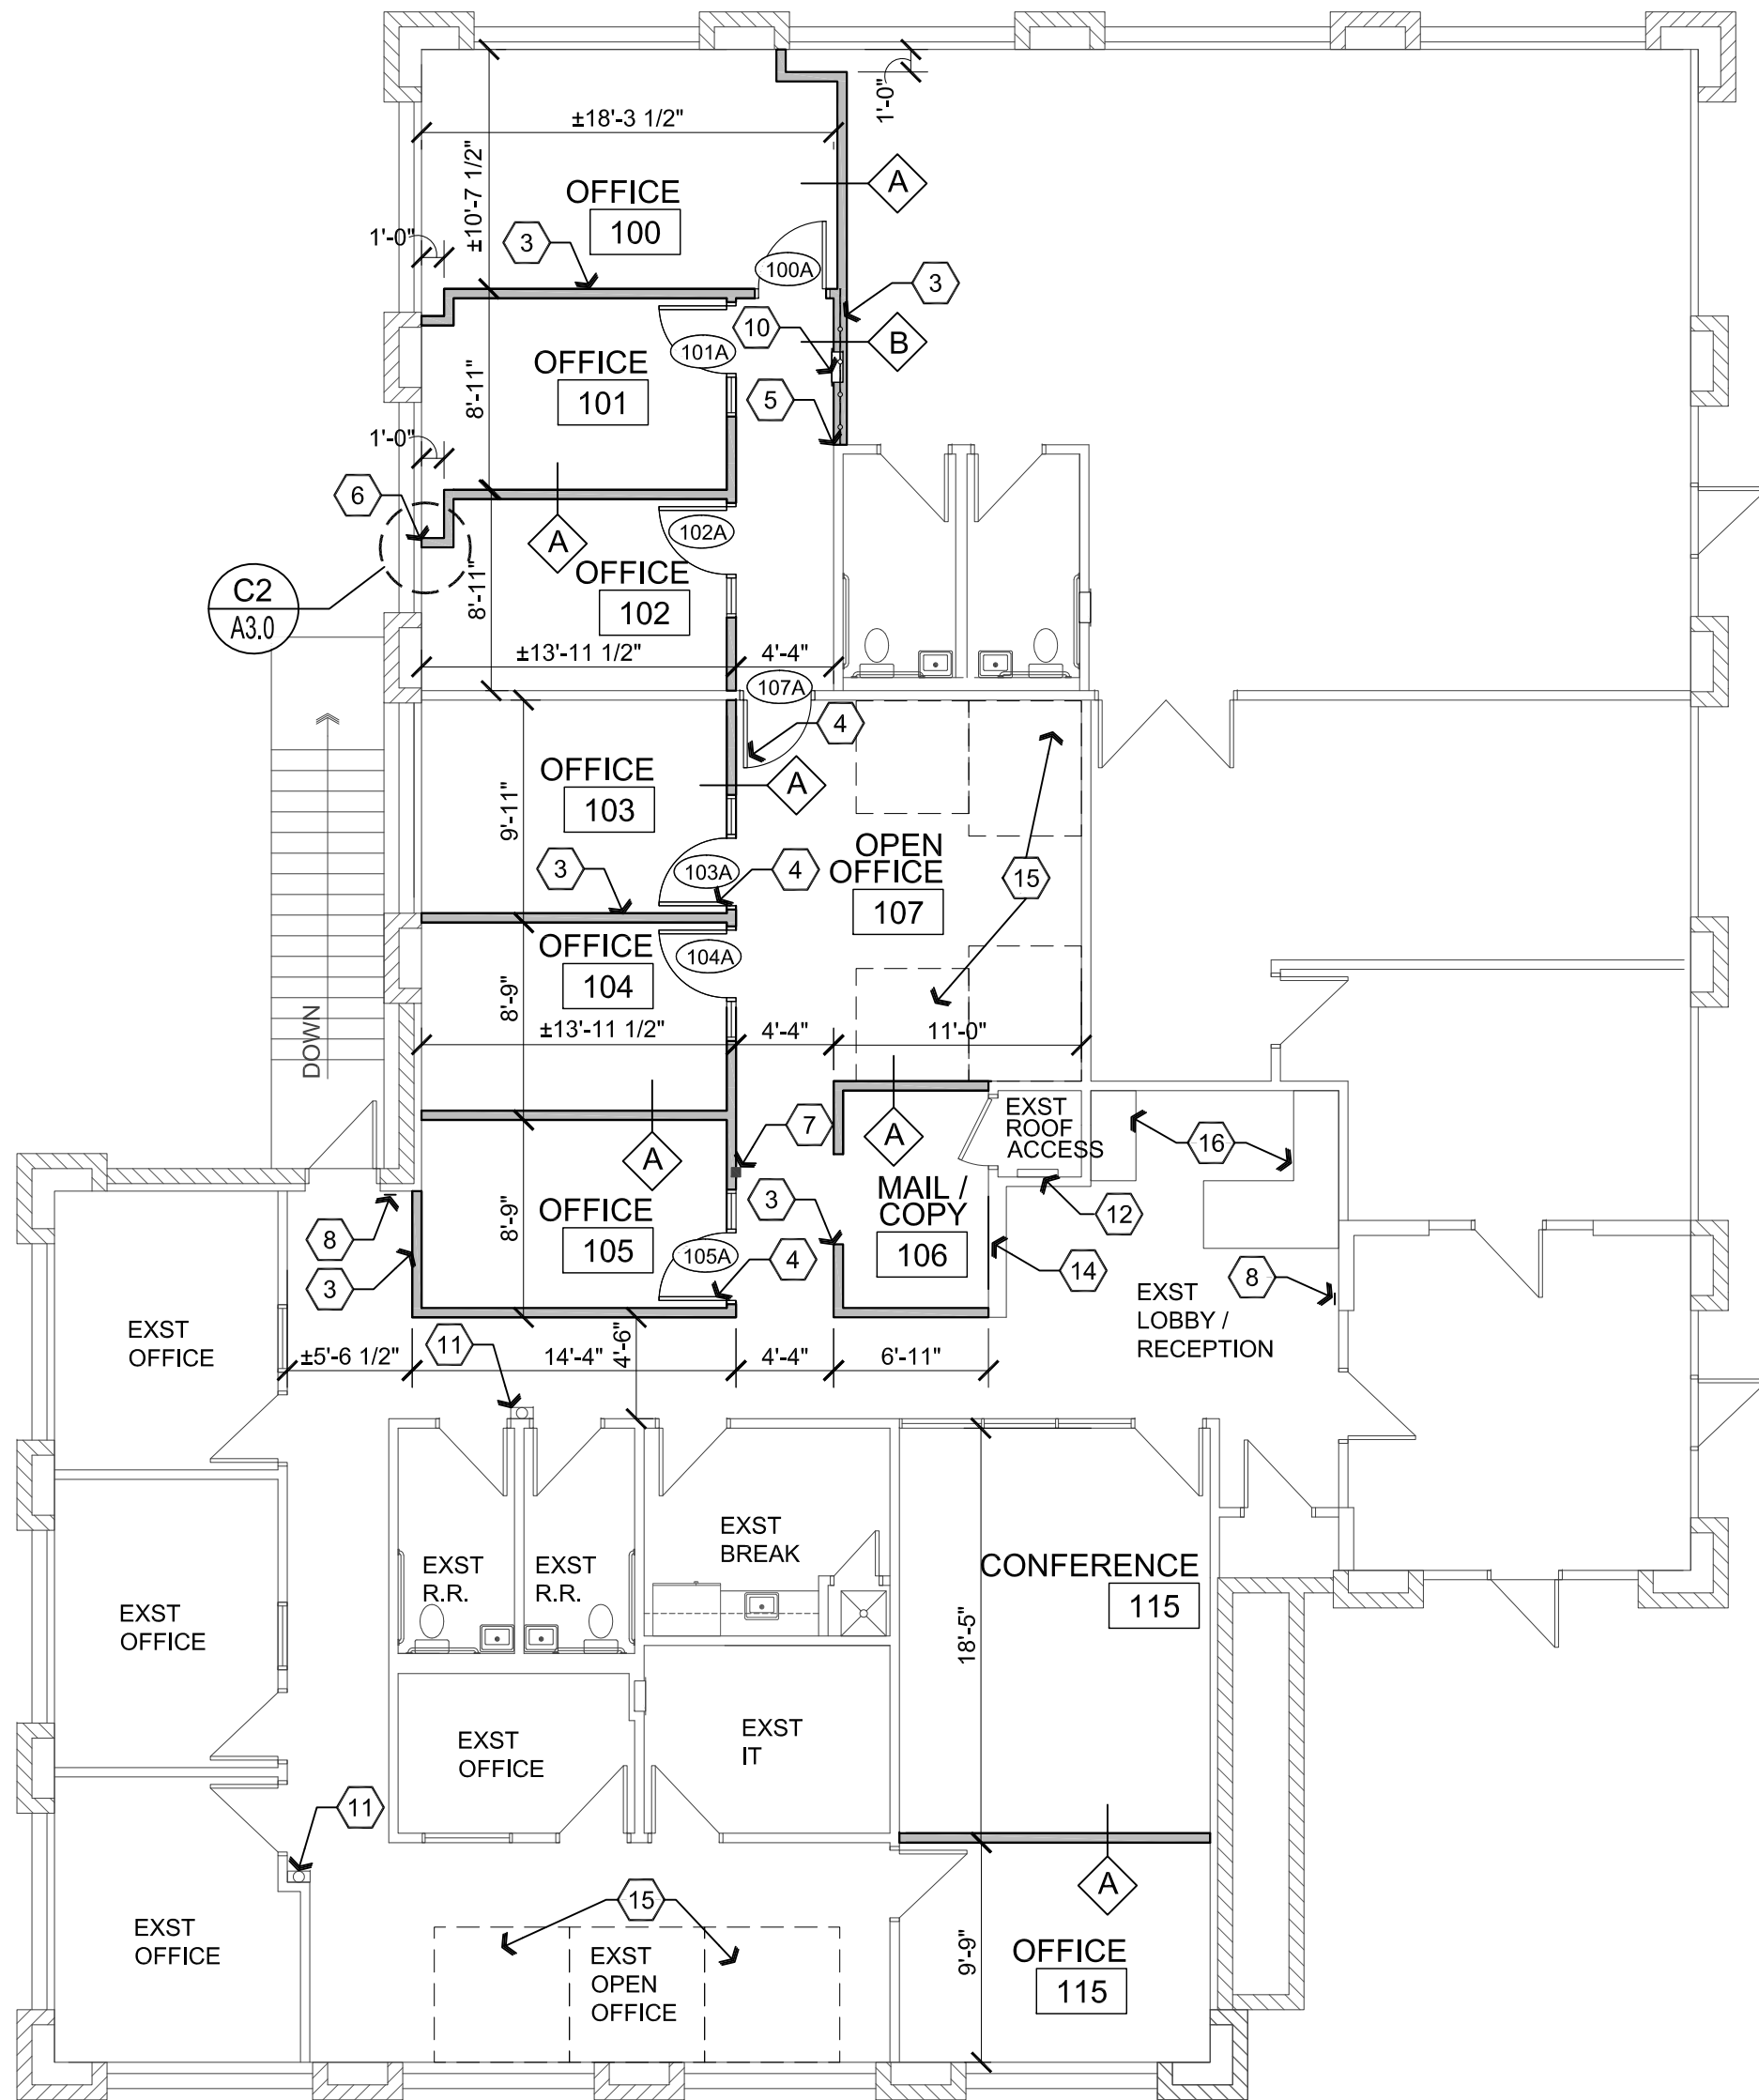 1'-0"
±18'-3 1/2"
±10'-7 1/2"
A
OFFICE
100
1'-0"
3
100A
3
10
B
OFFICE
101
101A
8'-11"
5
1'-0"
6
A
102A
OFFICE
102
8'-11"
C2
A3.0
±13'-11 1/2"
4'-4"
107A
4
OFFICE
103
A
9'-11"
OPEN
OFFICE
107
3
103A
4
15
OFFICE
104
104A
8'-9"
DOWN
±13'-11 1/2"
4'-4"
11'-0"
7
A
EXST
ROOF
ACCESS
16
A
MAIL /
COPY
106
3
12
OFFICE
105
105A
8'-9"
8
3
4
14
8
EXST
LOBBY /
RECEPTION
EXST
OFFICE
11
4'-6"
±5'-6 1/2"
14'-4"
4'-4"
6'-11"
EXST
BREAK
EXST
R.R.
EXST
R.R.
CONFERENCE
115
18'-5"
EXST
OFFICE
EXST
OFFICE
EXST
IT
11
15
A
EXST
OFFICE
EXST
OPEN
OFFICE
9'-9"
OFFICE
115